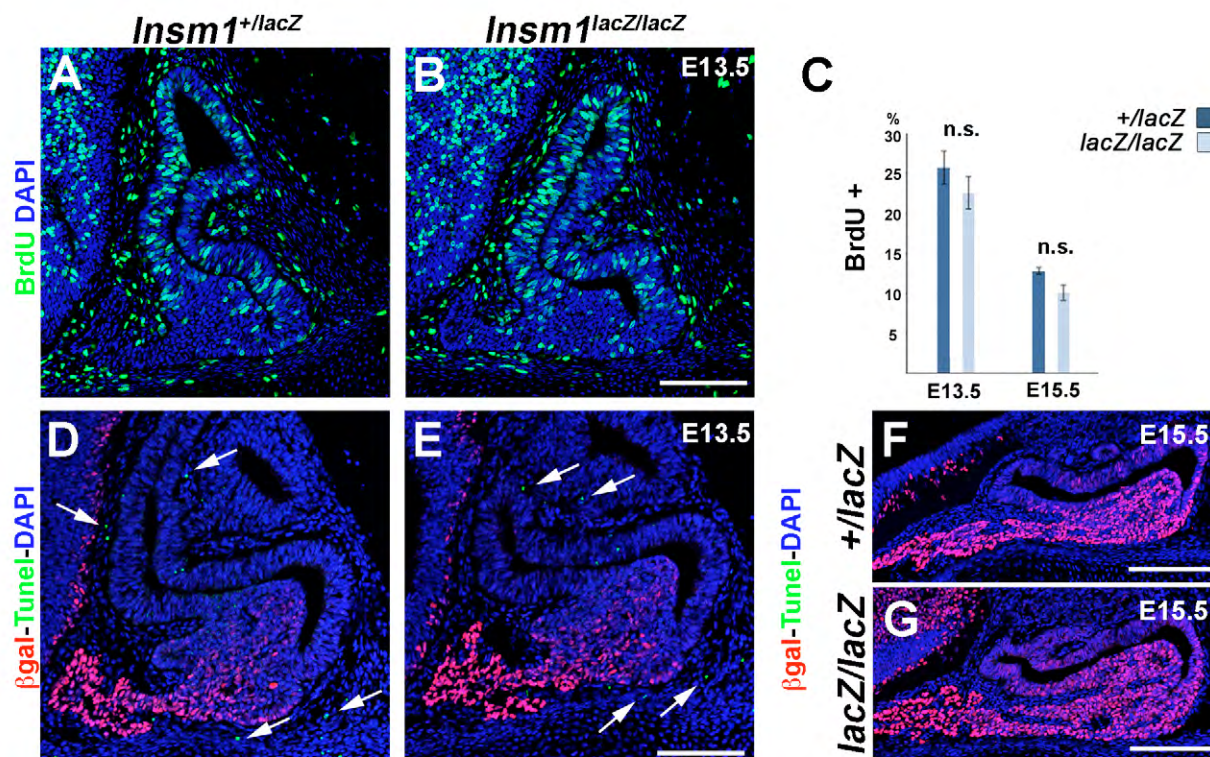 Insm1+/lacZ
Insm1lacZ/lacZ
A
B
E13.5
BrdU DAPI
C
%
30
25
20
10
5
BrdU +
n.s.
n.s.
+/lacZ
lacZ/lacZ
E13.5
E15.5
D
E
E13.5
βgal-Tunel-DAPI
F
E15.5
+/lacZ
G
E15.5
lacZ/lacZ
βgal-Tunel-DAPI